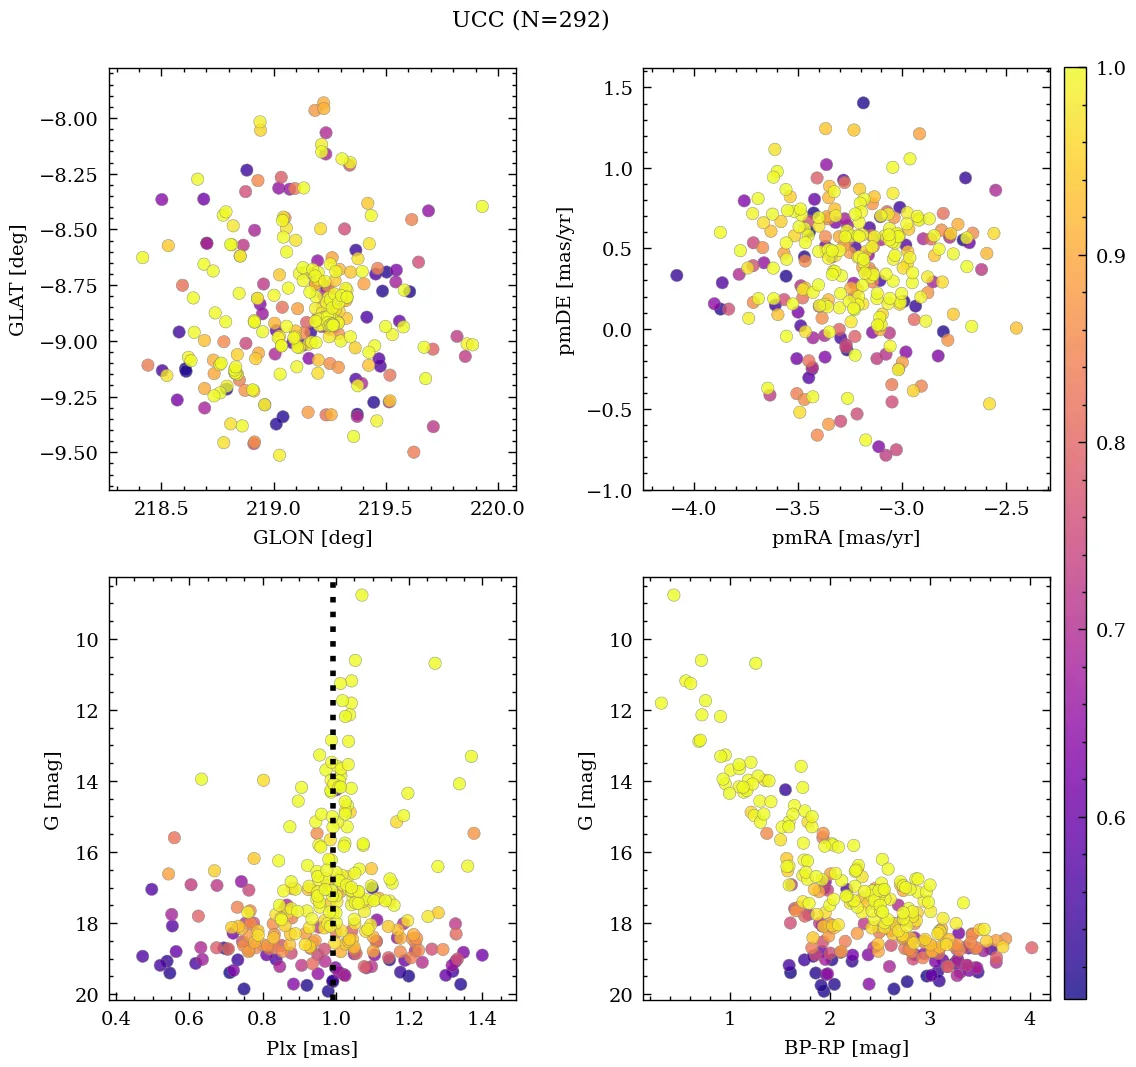 UCC (N=292)
−8.00
−8.25
−8.50
−8.75
−9.00
−9.25
−9.50
GLAT [deg]
218.5 219.0 219.5 220.0
GLON [deg]
1.5
1.0
0.5
0.0
−0.5
−1.0
pmDE [mas/yr]
−4.0 −3.5 −3.0 −2.5
pmRA [mas/yr]
10
12
14
16
18
20
G [mag]
0.4 0.6 0.8 1.0 1.2 1.4
Plx [mas]
10
12
14
16
18
20
G [mag]
1 2 3 4
BP-RP [mag]
1.0
0.9
0.8
0.7
0.6